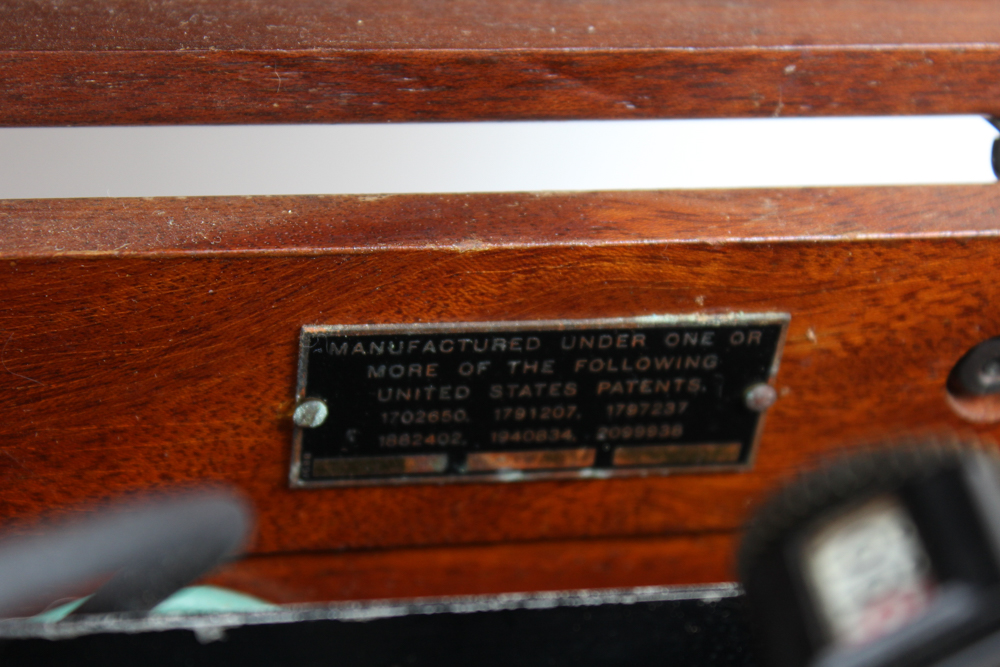 MANUFACTURED UNDER ONE OR
MORE OF THE FOLLOWING
UNITED STATES PATENTS.
1702650, 1791207, 1797237
1882402, 1940834, 2099938